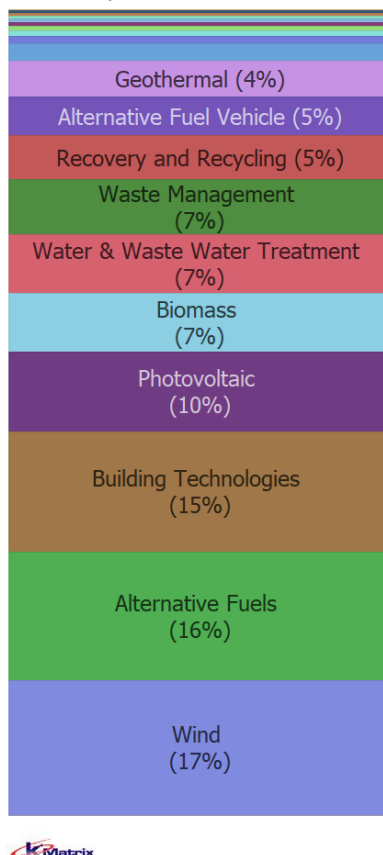 Geothermal (4%)
Alternative Fuel Vehicle (5%)
Recovery and Recycling (5%)
Waste Management
(7%)
Water & Waste Water Treatment
(7%)
Biomass
(7%)
Photovoltaic
(10%)
Building Technologies
(15%)
Alternative Fuels
(16%)
Wind
(17%)
kMatrix